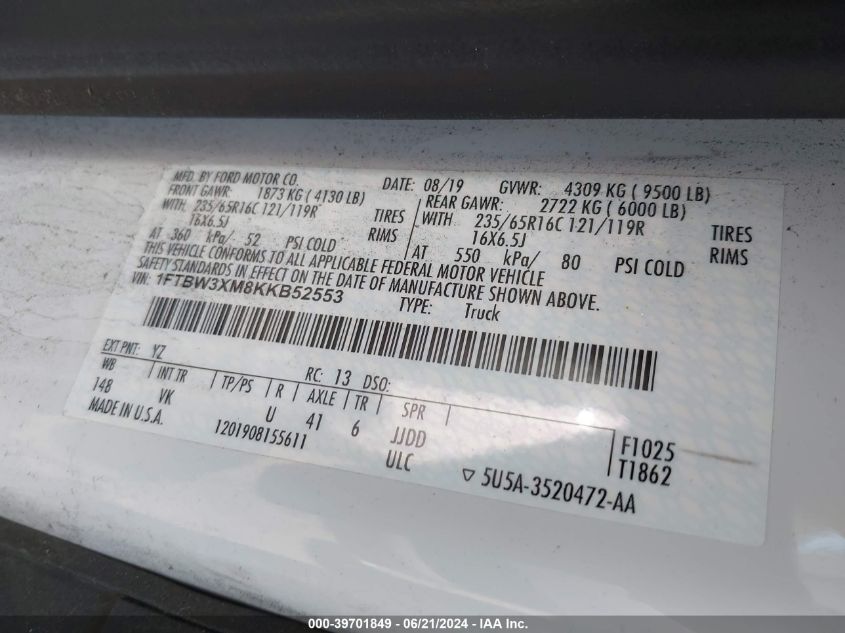 MFD. BY FORD MOTOR CO. DATE: 08/19 GVWR: 4309 KG ( 9500 LB)
FRONT GAWR: 1873 KG ( 4130 LB) REAR GAWR: 2722 KG ( 6000 LB)
WITH 235/65R16C 121/119R TIRES WITH 235/65R16C 121/119R TIRES
16X6.5J RIMS 16X6.5J RIMS
AT 360 kPa/ 52 PSI COLD AT 550 kPa/ 80 PSI COLD
THIS VEHICLE CONFORMS TO ALL APPLICABLE FEDERAL MOTOR VEHICLE
SAFETY STANDARDS IN EFFECT ON THE DATE OF MANUFACTURE SHOWN ABOVE.
VIN: 1FTBW3XM8KKB52553 TYPE: Truck
EXT PNT: YZ RC: 13 DSO:
WB INT TR TP/PS R AXLE TR SPR
148 VK U 41 6 JJDD F1025
MADE IN U.S.A. 1201908155611 ULC T1862
▽ 5U5A-3520472-AA
000-39701849 - 06/21/2024 - IAAI Inc.